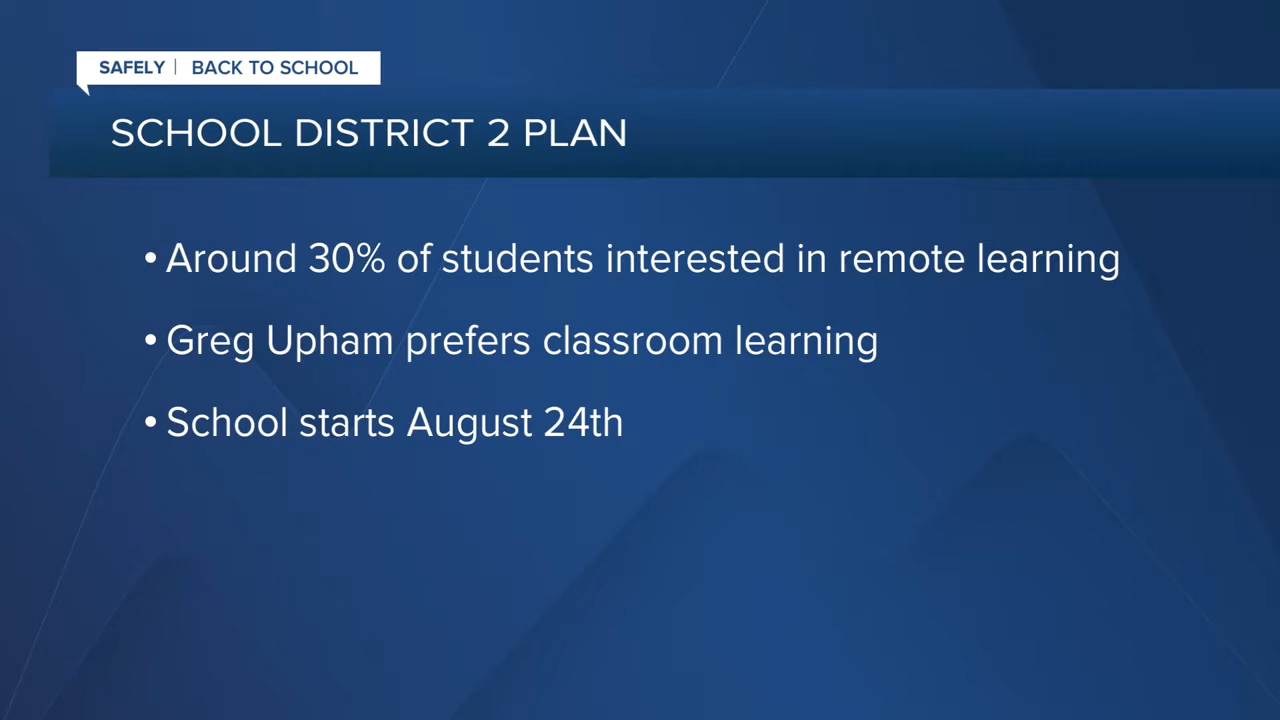 SAFELY | BACK TO SCHOOL
SCHOOL DISTRICT 2 PLAN
• Around 30% of students interested in remote learning
• Greg Upham prefers classroom learning
• School starts August 24th